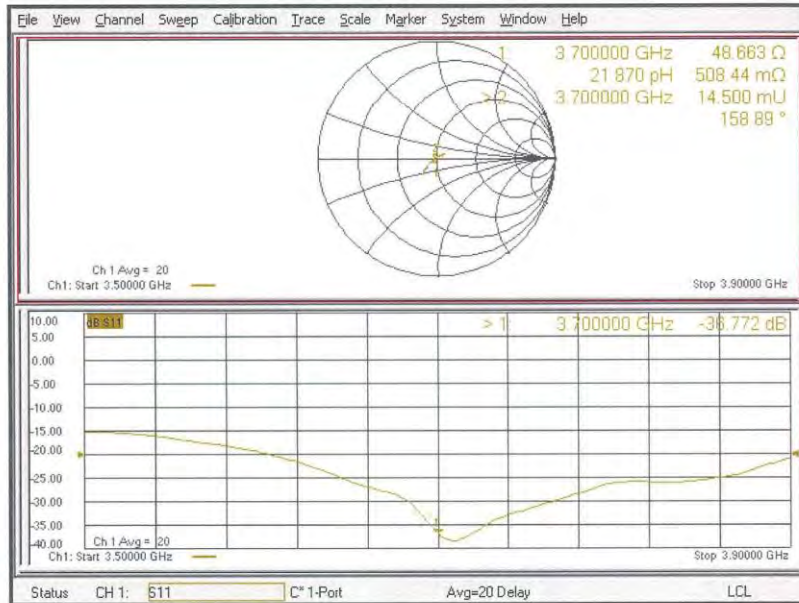 File View Channel Sweep Calibration Trace Scale Marker System Window Help
1 3.700000 GHz 48.663 Ω
21.870 pH 508.44 mΩ
> 2 3.700000 GHz 14.500 mU
158.89 °
Ch 1 Avg = 20
Ch1: Start 3.50000 GHz
Stop 3.90000 GHz
10.00 dB S11 > 1 3.700000 GHz -36.772 dB
5.00
0.00
-5.00
-10.00
-15.00
-20.00
-25.00
-30.00
1
-35.00
Ch 1 Avg = 20
-40.00
Ch1: Start 3.50000 GHz
Stop 3.90000 GHz
Status CH 1: S11 C* 1-Port Avg=20 Delay LCL